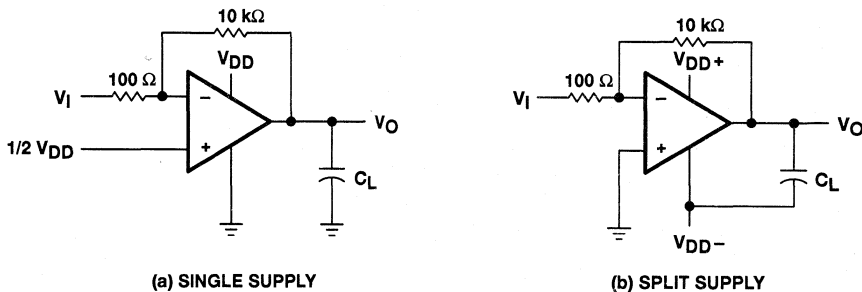 10 kΩ
VDD
100 Ω
VI
−
+
1/2 VDD
VO
CL
(a) SINGLE SUPPLY
10 kΩ
VDD+
100 Ω
VI
−
+
VO
CL
VDD−
(b) SPLIT SUPPLY